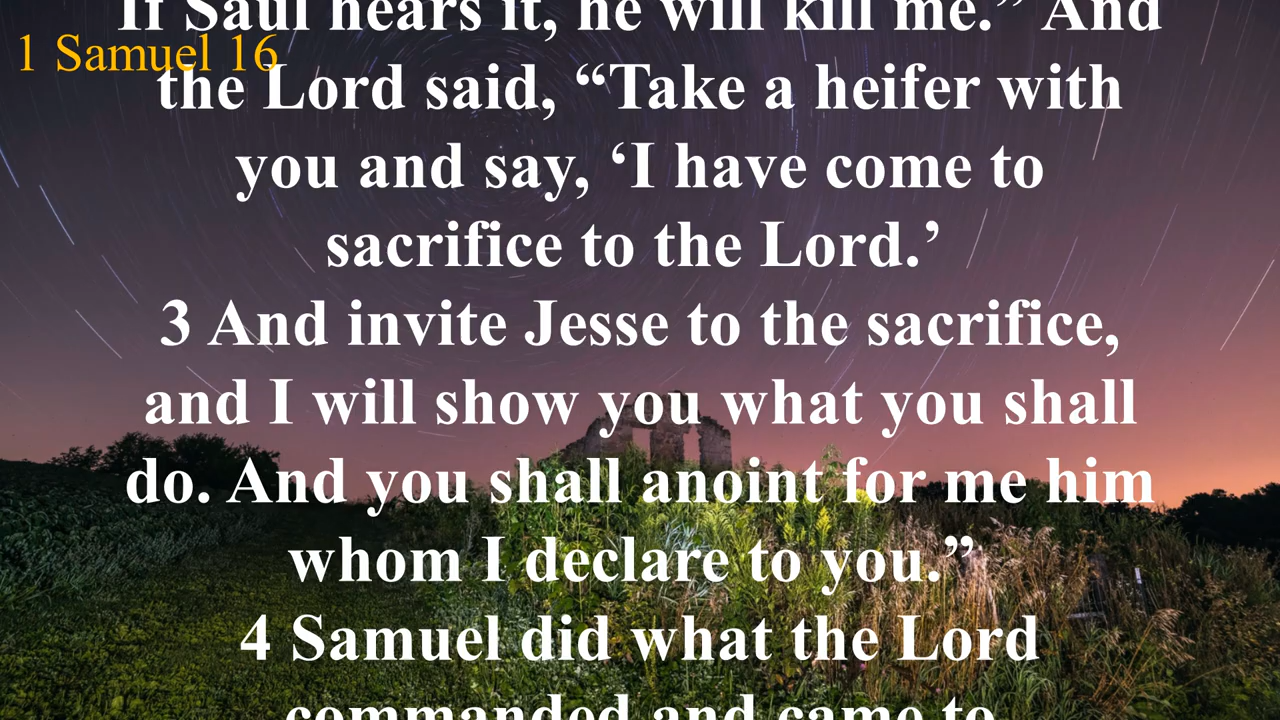 If Saul hears it, he will kill me.” And
1 Samuel 16
the Lord said, “Take a heifer with
you and say, ‘I have come to
sacrifice to the Lord.’
3 And invite Jesse to the sacrifice,
and I will show you what you shall
do. And you shall anoint for me him
whom I declare to you.”
4 Samuel did what the Lord
commanded and came to